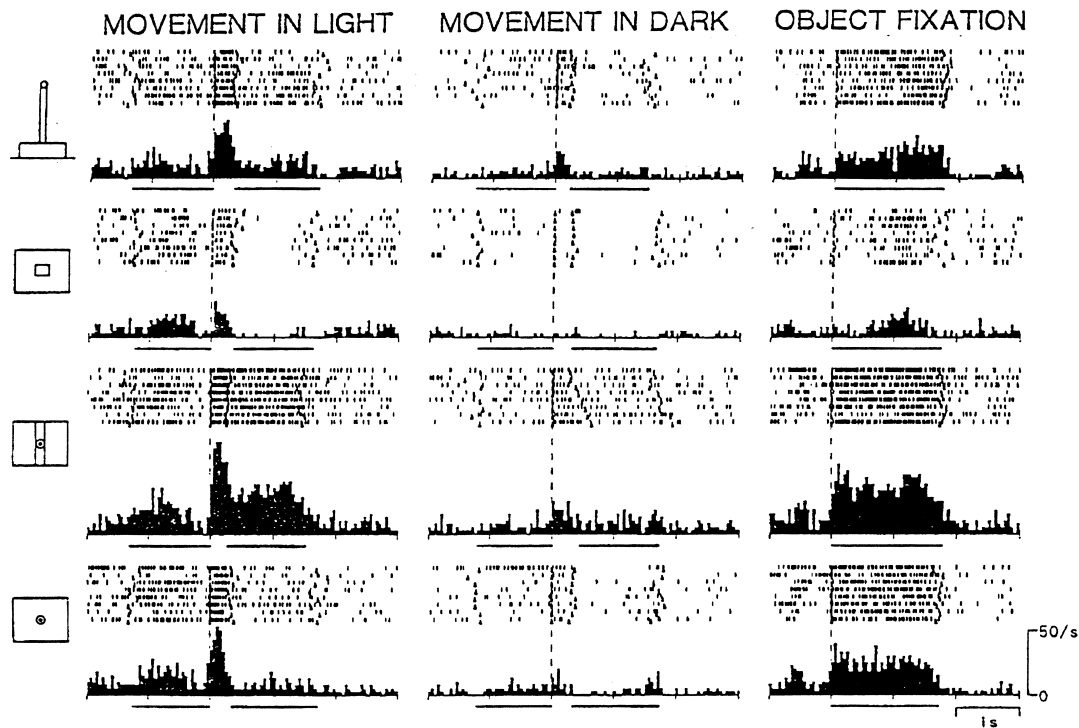 MOVEMENT IN LIGHT
MOVEMENT IN DARK
OBJECT FIXATION
50/s
0
1s